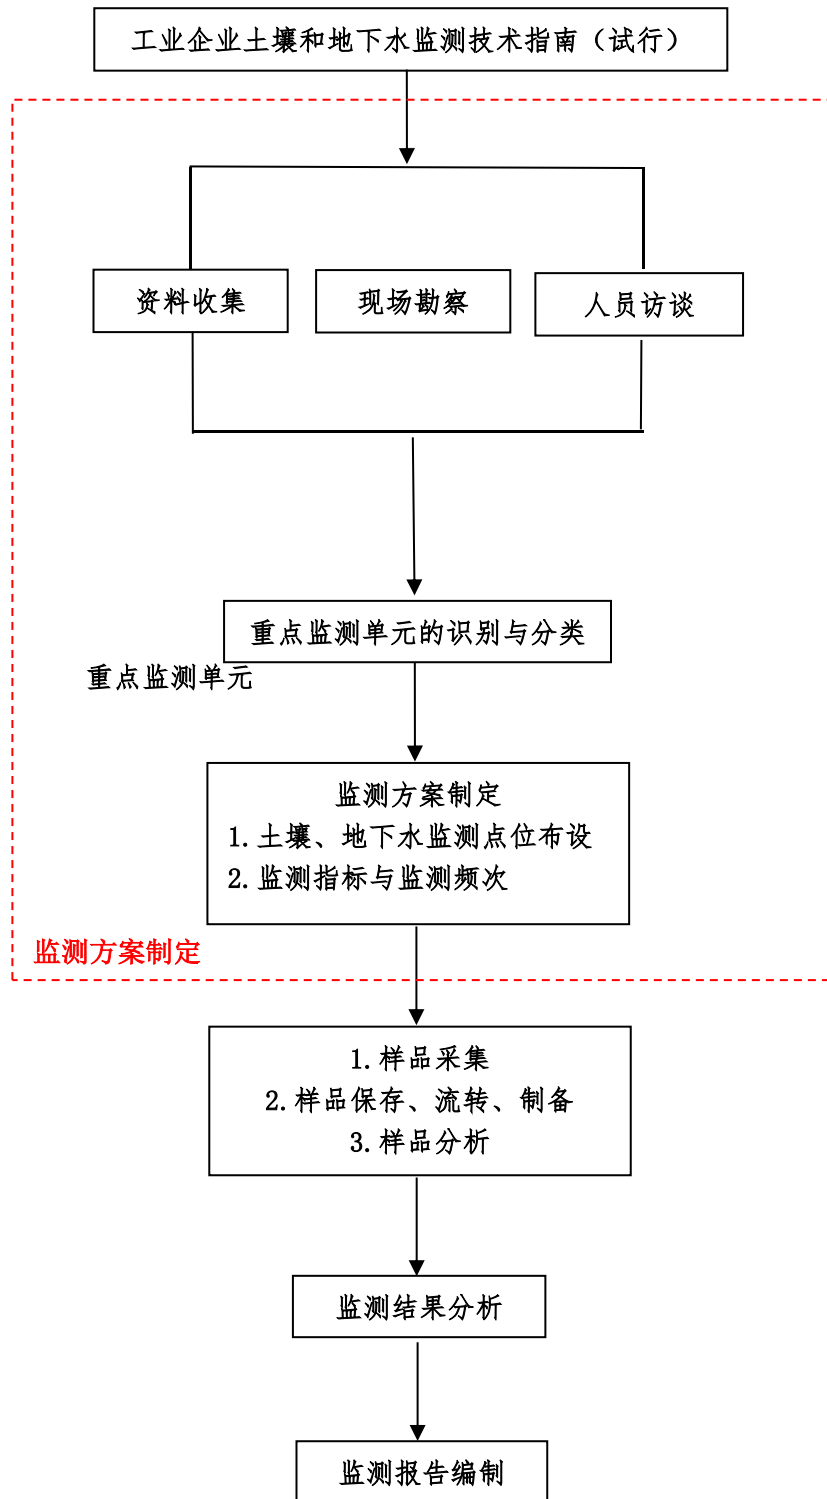 工业企业土壤和地下水监测技术指南（试行）
资料收集
现场勘察
人员访谈
重点监测单元的识别与分类
重点监测单元
监测方案制定
1.土壤、地下水监测点位布设
2.监测指标与监测频次
监测方案制定
1.样品采集
2.样品保存、流转、制备
3.样品分析
监测结果分析
监测报告编制